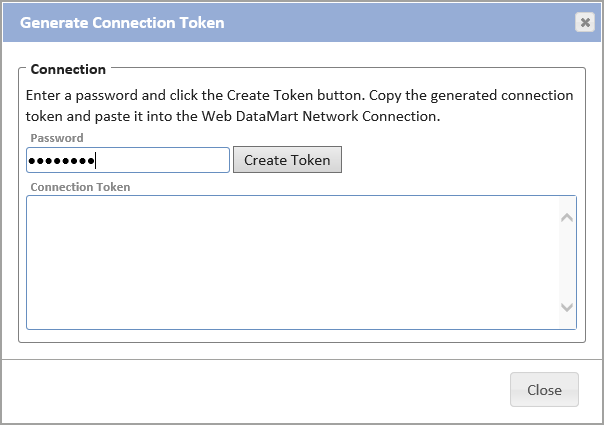 Generate Connection Token
Connection
Enter a password and click the Create Token button. Copy the generated connection
token and paste it into the Web DataMart Network Connection.
Password
●●●●●●●●
Create Token
Connection Token
Close